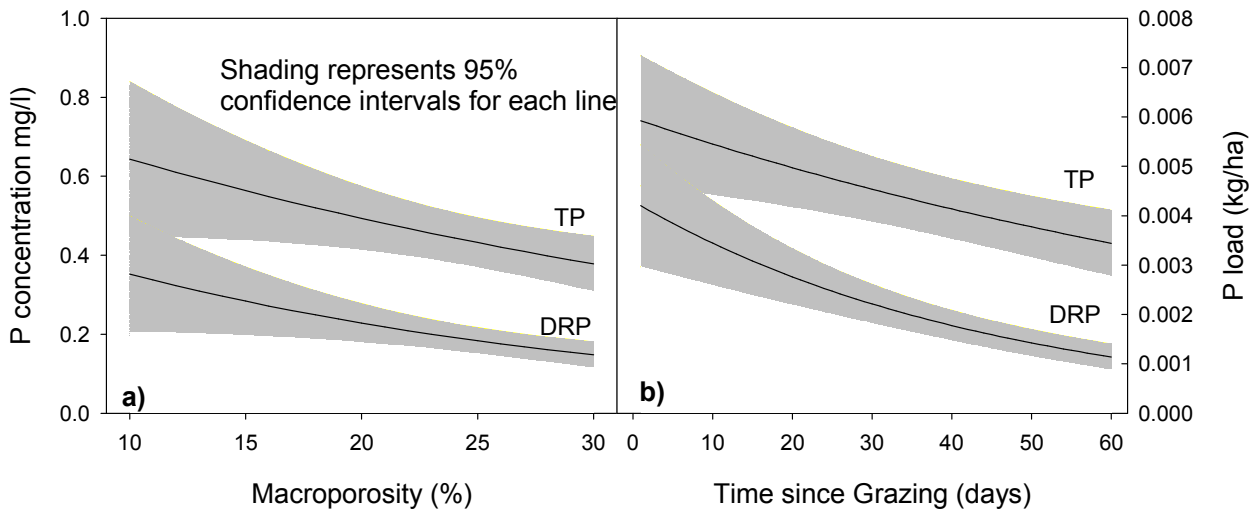 P concentration mg/l
1.0
0.8
0.6
0.4
0.2
0.0
Shading represents 95%
confidence intervals for each line
TP
DRP
a)
10
15
20
25
30
Macroporosity (%)
TP
DRP
b)
0
10
20
30
40
50
60
Time since Grazing (days)
0.008
0.007
0.006
0.005
0.004
0.003
0.002
0.001
0.000
P load (kg/ha)